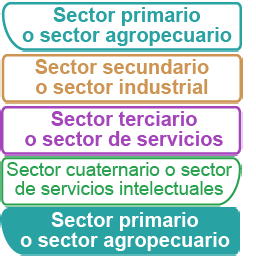 Sector primario
o sector agropecuario
Sector secundario
o sector industrial
Sector terciario
o sector de servicios
Sector cuaternario o sector
de servicios intelectuales
Sector primario
o sector agropecuario